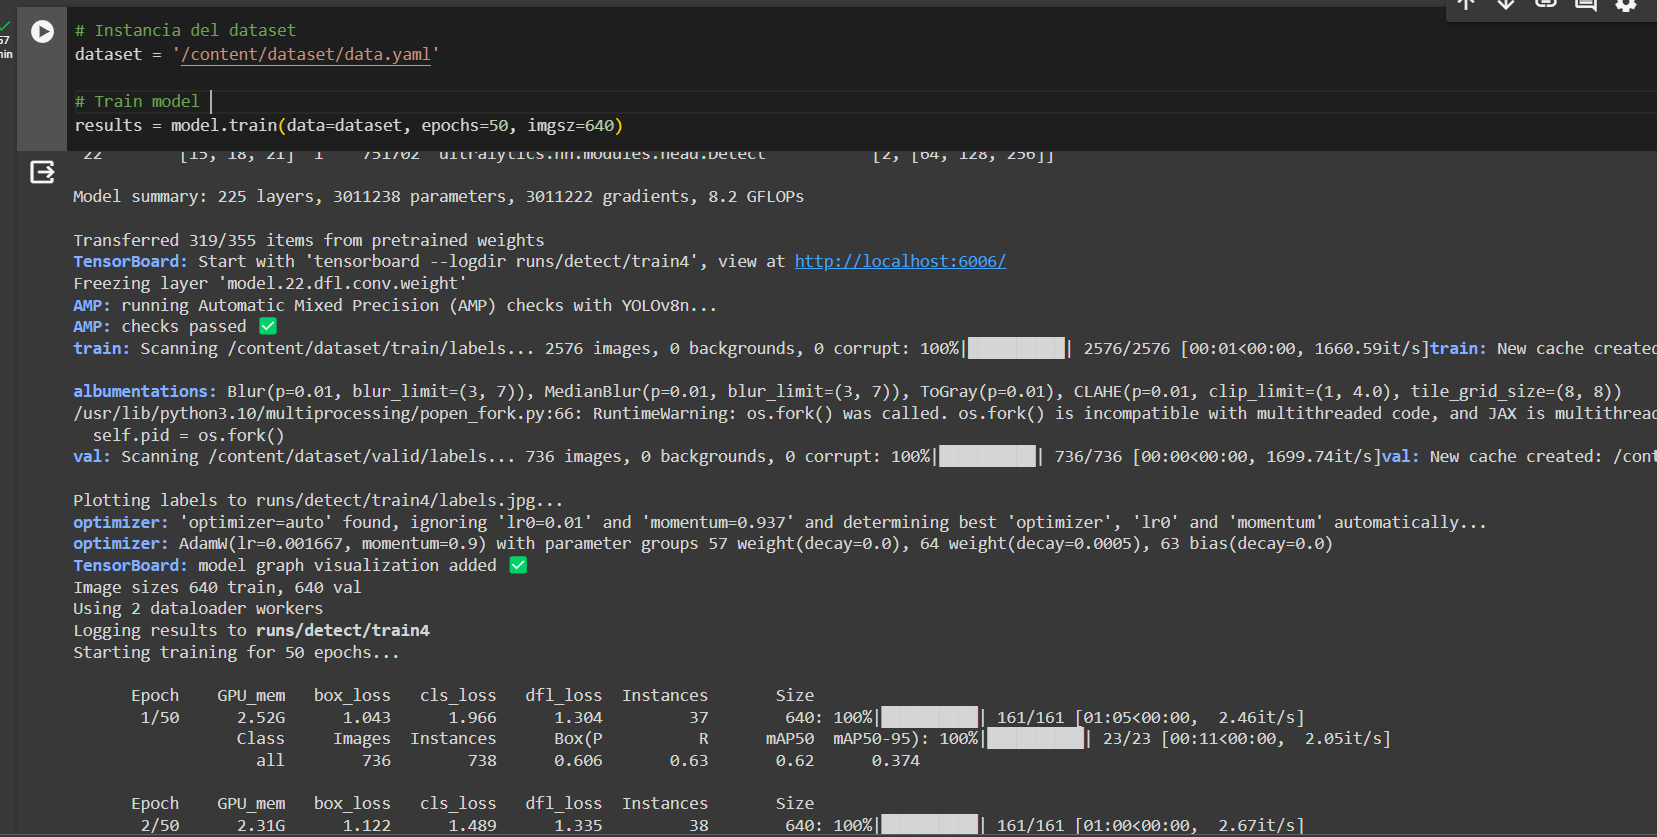 57
min
# Instancia del dataset
dataset = '/content/dataset/data.yaml'
# Train model
results = model.train(data=dataset, epochs=50, imgsz=640)
22 [15, 18, 21] 1 751702 ultralytics.nn.modules.head.Detect [2, [64, 128, 256]]
Model summary: 225 layers, 3011238 parameters, 3011222 gradients, 8.2 GFLOPs
Transferred 319/355 items from pretrained weights
TensorBoard: Start with 'tensorboard --logdir runs/detect/train4', view at http://localhost:6006/
Freezing layer 'model.22.dfl.conv.weight'
AMP: running Automatic Mixed Precision (AMP) checks with YOLOv8n...
AMP: checks passed ✅
train: Scanning /content/dataset/train/labels... 2576 images, 0 backgrounds, 0 corrupt: 100%|██████████| 2576/2576 [00:01<00:00, 1660.59it/s]train: New cache created
albumentations: Blur(p=0.01, blur_limit=(3, 7)), MedianBlur(p=0.01, blur_limit=(3, 7)), ToGray(p=0.01), CLAHE(p=0.01, clip_limit=(1, 4.0), tile_grid_size=(8, 8))
/usr/lib/python3.10/multiprocessing/popen_fork.py:66: RuntimeWarning: os.fork() was called. os.fork() is incompatible with multithreaded code, and JAX is multithread
self.pid = os.fork()
val: Scanning /content/dataset/valid/labels... 736 images, 0 backgrounds, 0 corrupt: 100%|██████████| 736/736 [00:00<00:00, 1699.74it/s]val: New cache created: /cont
Plotting labels to runs/detect/train4/labels.jpg...
optimizer: 'optimizer=auto' found, ignoring 'lr0=0.01' and 'momentum=0.937' and determining best 'optimizer', 'lr0' and 'momentum' automatically...
optimizer: AdamW(lr=0.001667, momentum=0.9) with parameter groups 57 weight(decay=0.0), 64 weight(decay=0.0005), 63 bias(decay=0.0)
TensorBoard: model graph visualization added ✅
Image sizes 640 train, 640 val
Using 2 dataloader workers
Logging results to runs/detect/train4
Starting training for 50 epochs...
Epoch GPU_mem box_loss cls_loss dfl_loss Instances Size
1/50 2.52G 1.043 1.966 1.304 37 640: 100%|██████████| 161/161 [01:05<00:00, 2.46it/s]
Class Images Instances Box(P R mAP50 mAP50-95): 100%|██████████| 23/23 [00:11<00:00, 2.05it/s]
all 736 738 0.606 0.63 0.62 0.374
Epoch GPU_mem box_loss cls_loss dfl_loss Instances Size
2/50 2.31G 1.122 1.489 1.335 38 640: 100%|██████████| 161/161 [01:00<00:00, 2.67it/s]